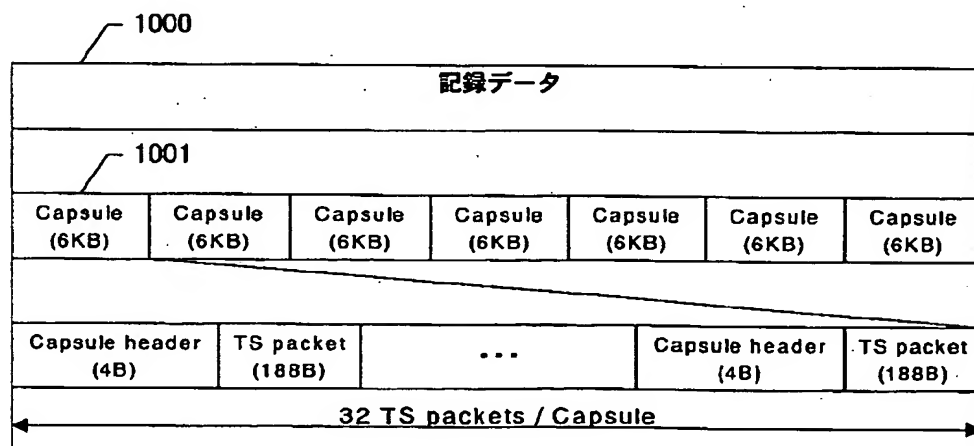 1000
記録データ
1001
Capsule Capsule Capsule Capsule Capsule Capsule Capsule
(6KB) (6KB) (6KB) (6KB) (6KB) (6KB) (6KB)
Capsule header TS packet ... Capsule header TS packet
(4B) (188B) (4B) (188B)
32 TS packets / Capsule